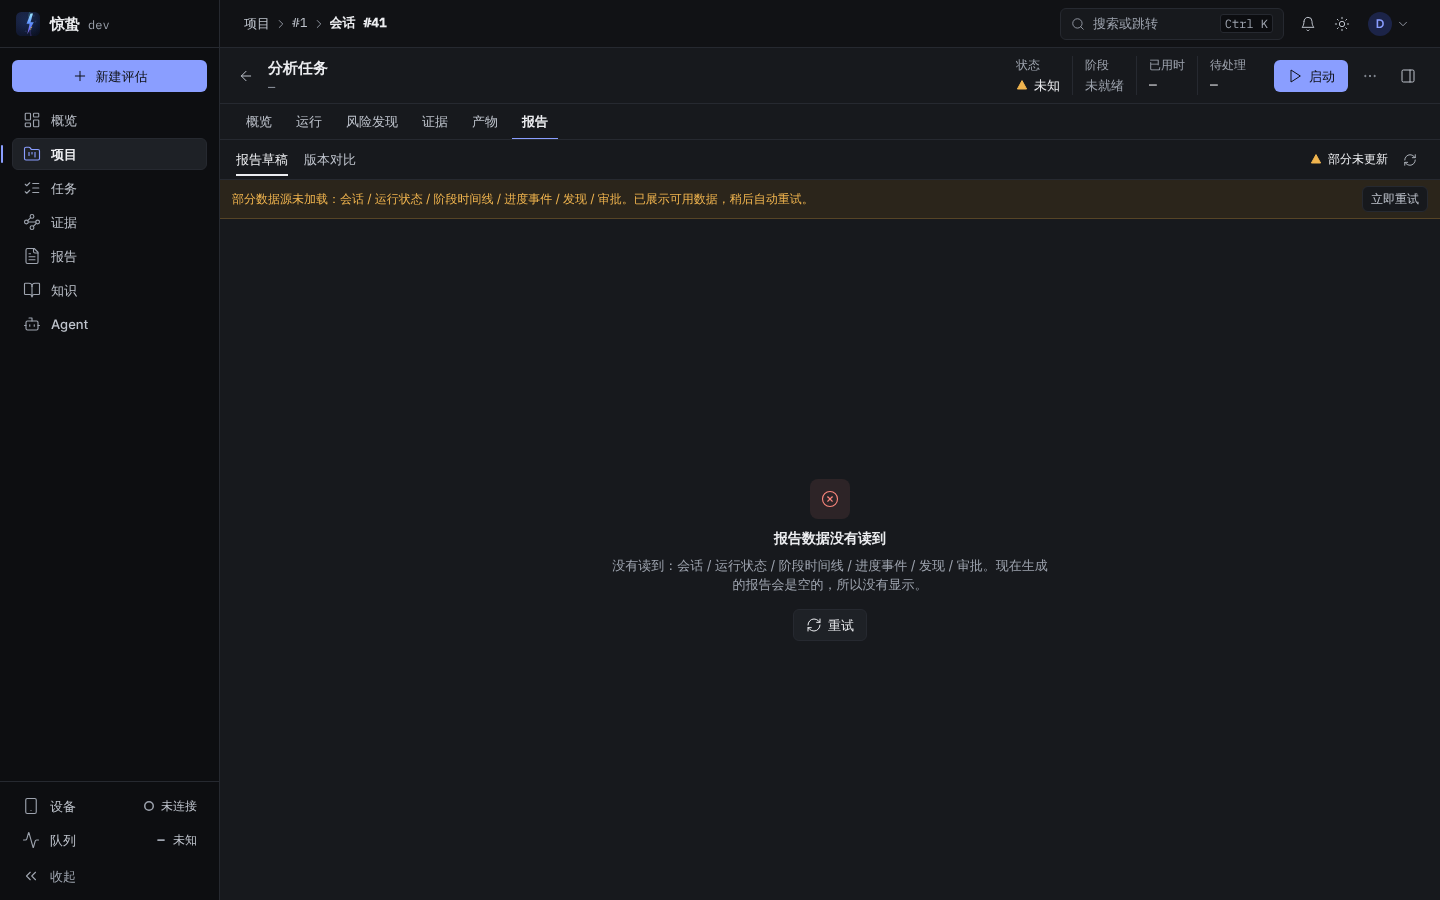 惊蛰 dev
项目 > #1 > 会话 #41
搜索或跳转 Ctrl K
D
新建评估
概览
项目
任务
证据
报告
知识
Agent
分析任务
—
状态
未知
阶段
未就绪
已用时
—
待处理
—
启动
概览 运行 风险发现 证据 产物 报告
报告草稿 版本对比
部分未更新
部分数据源未加载：会话 / 运行状态 / 阶段时间线 / 进度事件 / 发现 / 审批。已展示可用数据，稍后自动重试。
立即重试
报告数据没有读到
没有读到：会话 / 运行状态 / 阶段时间线 / 进度事件 / 发现 / 审批。现在生成
的报告会是空的，所以没有显示。
重试
设备 未连接
队列 — 未知
收起